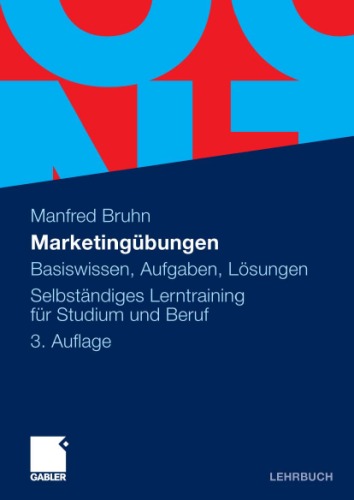 Manfred Bruhn
Marketingübungen
Basiswissen, Aufgaben, Lösungen
Selbständiges Lerntraining
für Studium und Beruf
3. Auflage
GABLER
LEHRBUCH